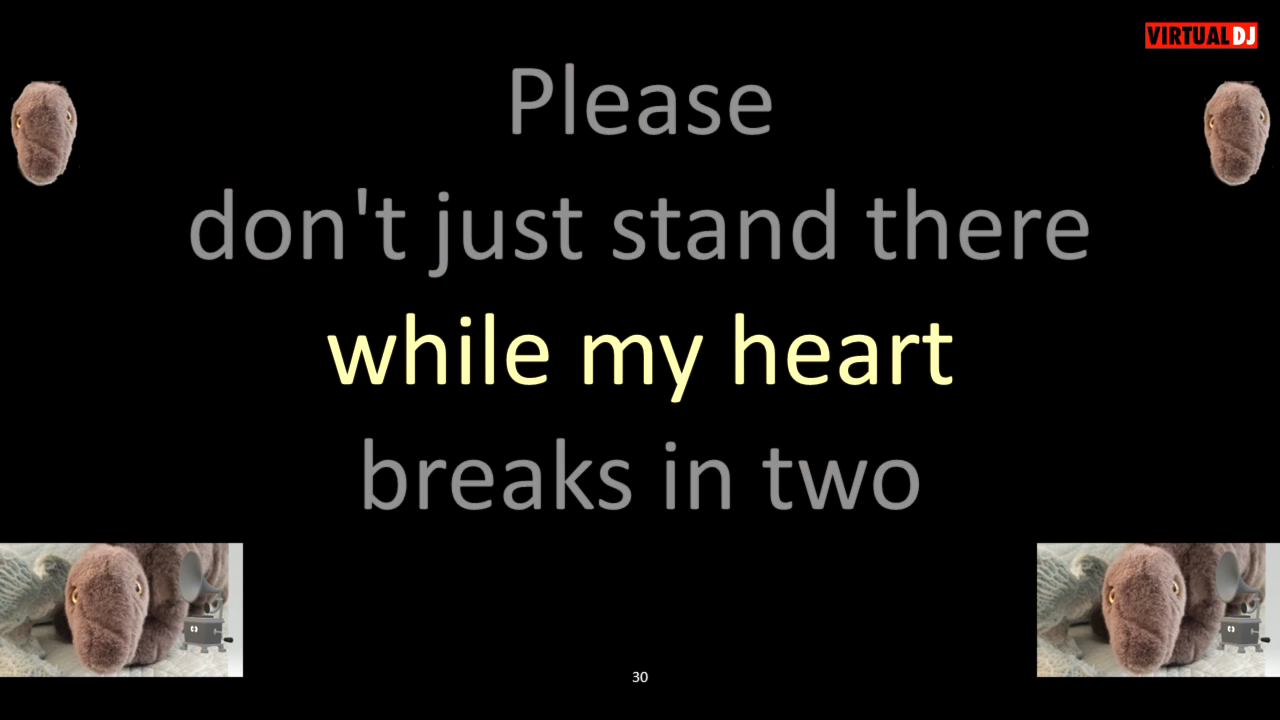 VIRTUAL DJ
Please
don't just stand there
while my heart
breaks in two
30